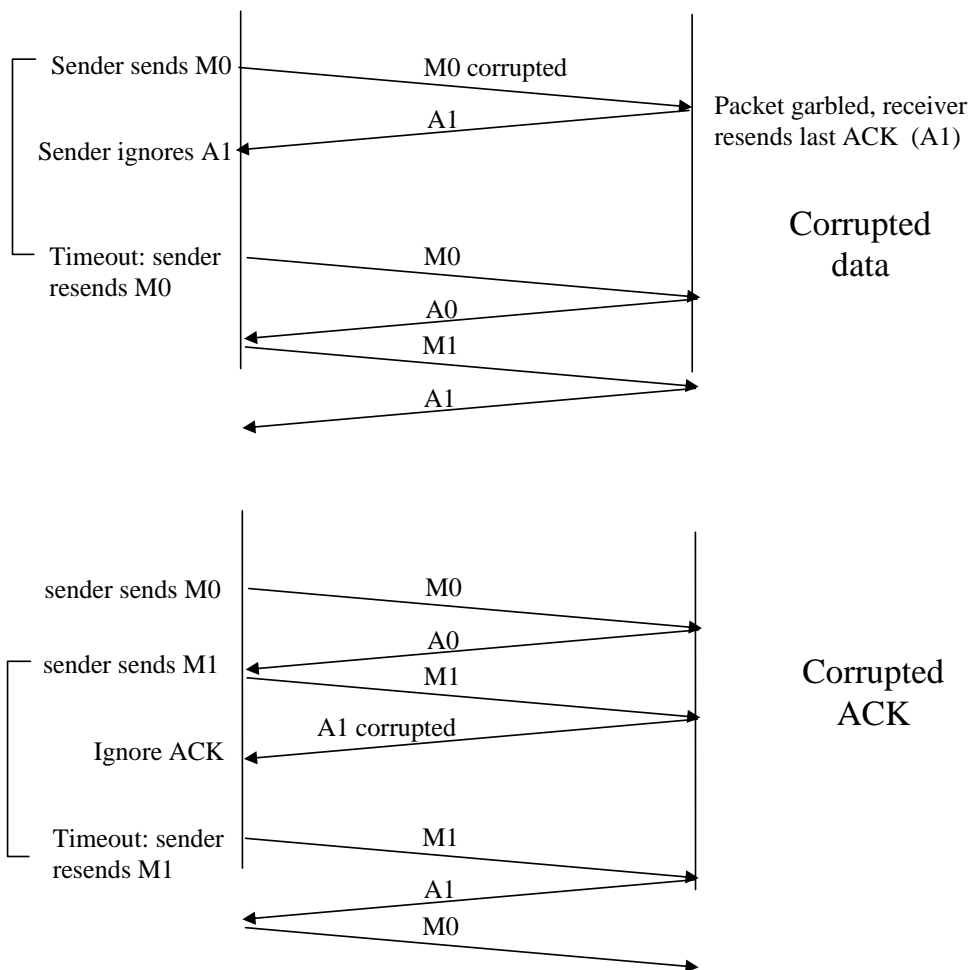 Sender sends M0
M0 corrupted
Packet garbled, receiver
resends last ACK (A1)
A1
Sender ignores A1
Corrupted
data
Timeout: sender
resends M0
M0
A0
M1
A1
sender sends M0
M0
A0
sender sends M1
M1
Corrupted
ACK
A1 corrupted
Ignore ACK
Timeout: sender
resends M1
M1
A1
M0